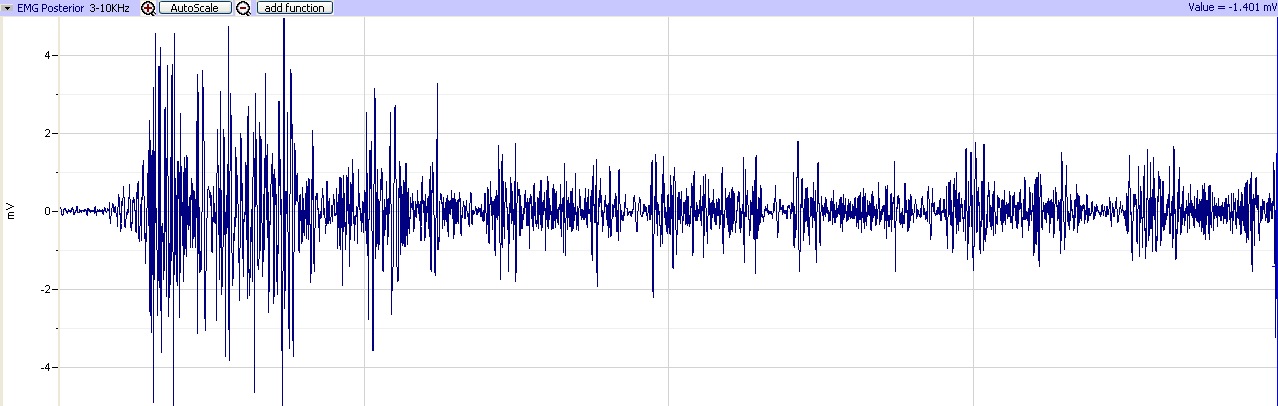 EMG Posterior 3-10KHz AutoScale add function Value = -1.401 mV
4
2
mV
0
-2
-4